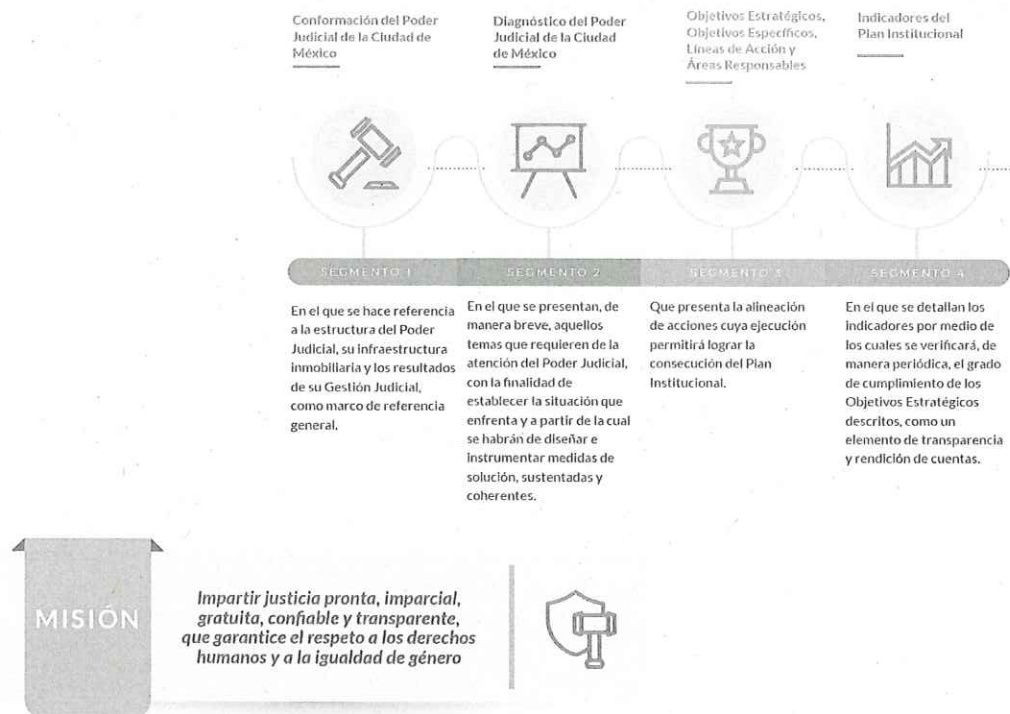 Conformación del Poder
Judicial de la Ciudad de
México
Diagnóstico del Poder
Judicial de la Ciudad
de México
Objetivos Estratégicos,
Objetivos Específicos,
Líneas de Acción y
Áreas Responsables
Indicadores del
Plan Institucional
SEGMENTO 1
SEGMENTO 2
SEGMENTO 3
SEGMENTO 4
En el que se hace referencia
a la estructura del Poder
Judicial, su infraestructura
inmobiliaria y los resultados
de su Gestión Judicial,
como marco de referencia
general.
En el que se presentan, de
manera breve, aquellos
temas que requieren de la
atención del Poder Judicial,
con la finalidad de
establecer la situación que
enfrenta y a partir de la cual
se habrán de diseñar e
instrumentar medidas de
solución, sustentadas y
coherentes.
Que presenta la alineación
de acciones cuya ejecución
permitirá lograr la
consecución del Plan
Institucional.
En el que se detallan los
indicadores por medio de
los cuales se verificará, de
manera periódica, el grado
de cumplimiento de los
Objetivos Estratégicos
descritos, como un
elemento de transparencia
y rendición de cuentas.
MISIÓN
Impartir justicia pronta, imparcial,
gratuita, confiable y transparente,
que garantice el respeto a los derechos
humanos y a la igualdad de género